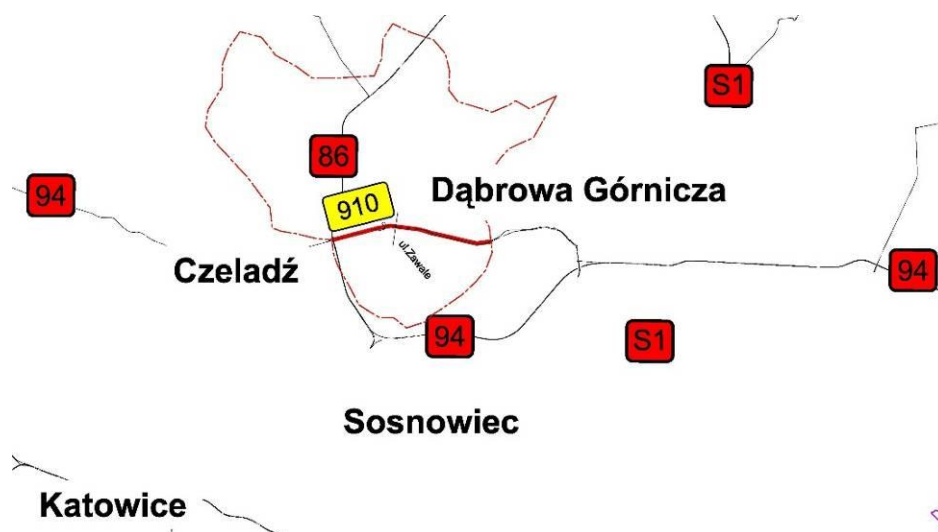 S1
86
94
910
Dąbrowa Górnicza
ul.Zawale
Czeladź
94
94
S1
Sosnowiec
Katowice